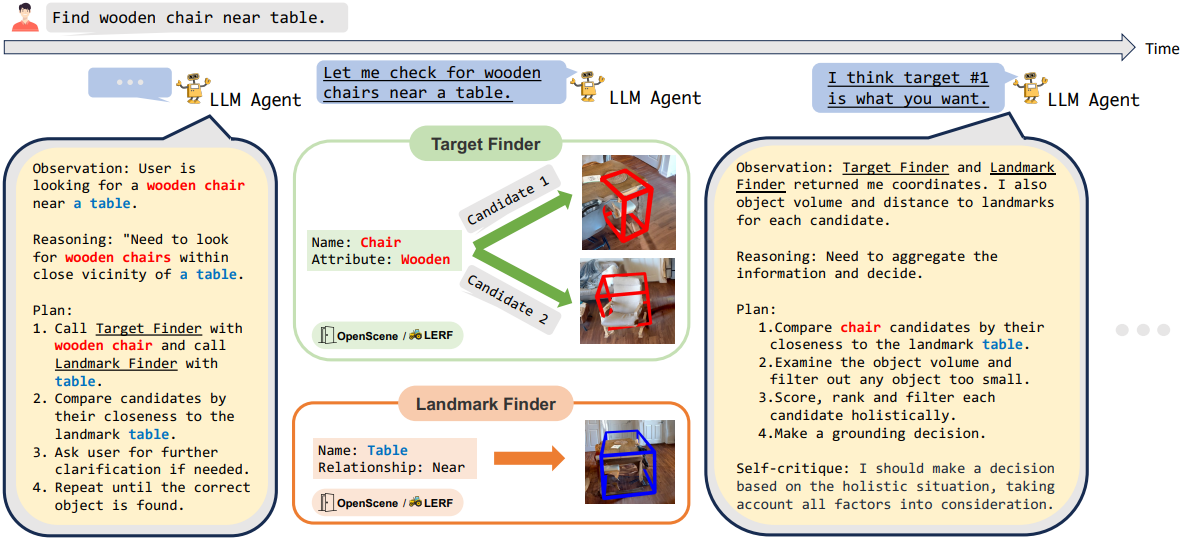 Find wooden chair near table.
Time
LLM Agent
Let me check for wooden
chairs near a table.
LLM Agent
I think target #1
is what you want.
LLM Agent
Observation: User is
looking for a wooden chair
near a table.
Reasoning: "Need to look
for wooden chairs within
close vicinity of a table.
Plan:
1. Call Target Finder with
wooden chair and call
Landmark Finder with
table.
2. Compare candidates by
their closeness to the
landmark table.
3. Ask user for further
clarification if needed.
4. Repeat until the correct
object is found.
Target Finder
Name: Chair
Attribute: Wooden
Candidate 1
Candidate 2
OpenScene / LERF
Landmark Finder
Name: Table
Relationship: Near
OpenScene / LERF
Observation: Target Finder and Landmark
Finder returned me coordinates. I also
object volume and distance to landmarks
for each candidate.
Reasoning: Need to aggregate the
information and decide.
Plan:
1.Compare chair candidates by their
closeness to the landmark table.
2.Examine the object volume and
filter out any object too small.
3.Score, rank and filter each
candidate holistically.
4.Make a grounding decision.
Self-critique: I should make a decision
based on the holistic situation, taking
account all factors into consideration.